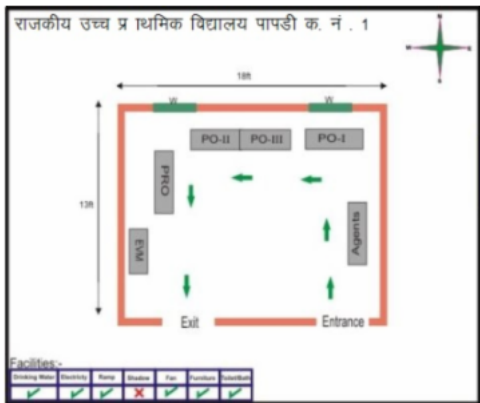 राजकीय उच्च प्र ाथमिक विद्यालय पापडी क. नं . 1
18ft
W W
PO-II PO-III PO-I
PRO
13ft
Agents
EVM
Exit Entrance
Facilities:-
Drinking Water Electricity Ramp Shadow Fan Furniture Toilet/Bath